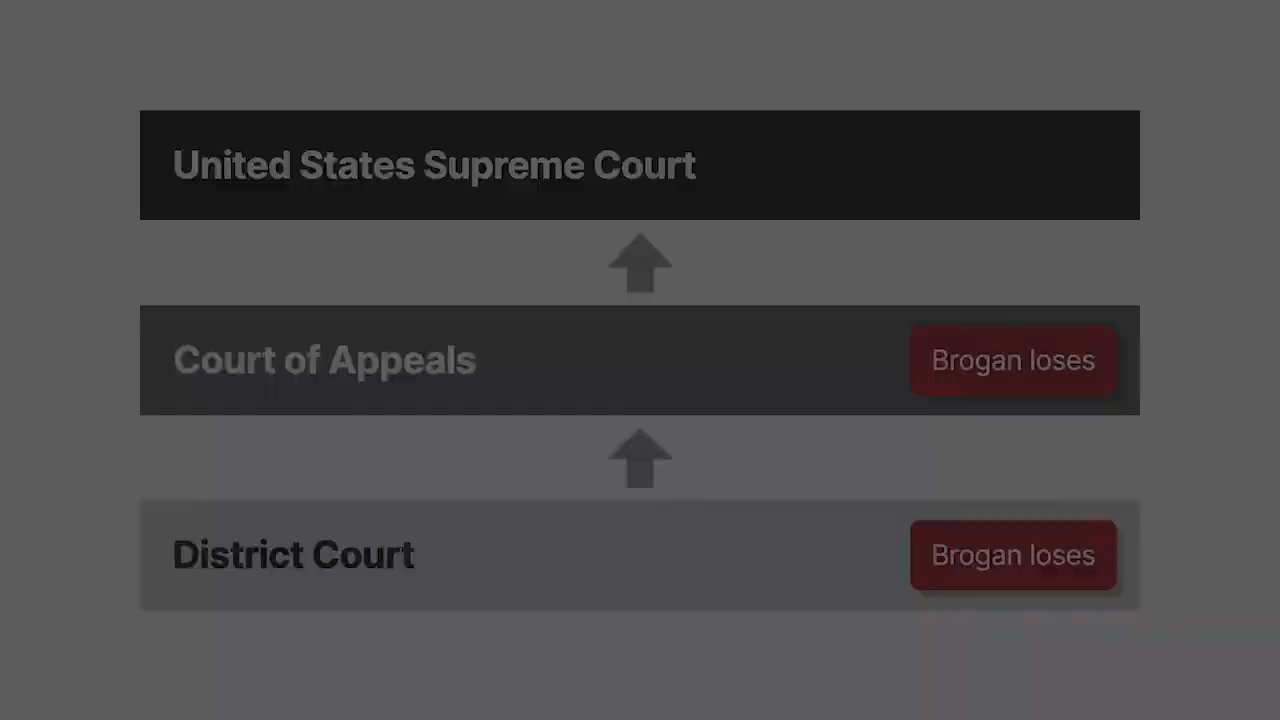 United States Supreme Court
Court of Appeals
Brogan loses
District Court
Brogan loses